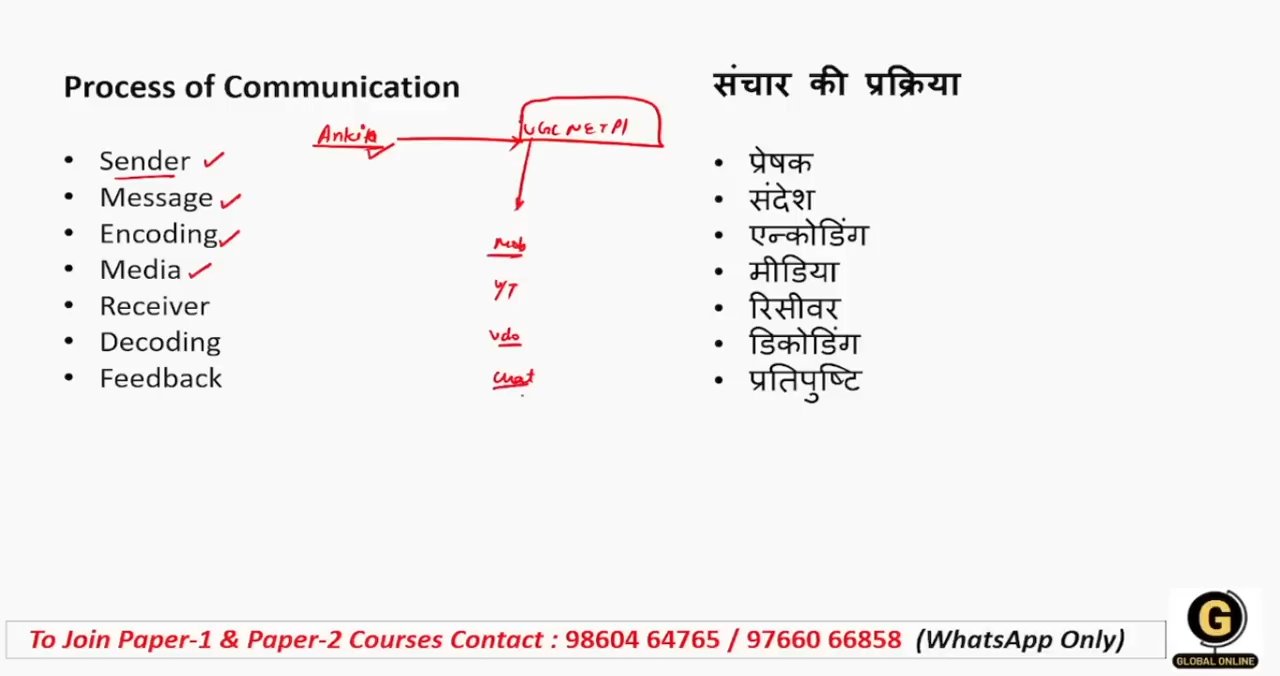 Process of Communication
संचार की प्रक्रिया
Ankita
UGC NET P1
• Sender ✓
• Message ✓
• Encoding ✓
• Media ✓
• Receiver
• Decoding
• Feedback
Mob
Y/T
Vdo
Chat
• प्रेषक
• संदेश
• एन्कोडिंग
• मीडिया
• रिसीवर
• डिकोडिंग
• प्रतिपुष्टि
To Join Paper-1 & Paper-2 Courses Contact : 98604 64765 / 97660 66858 (WhatsApp Only)
G
GLOBAL ONLINE